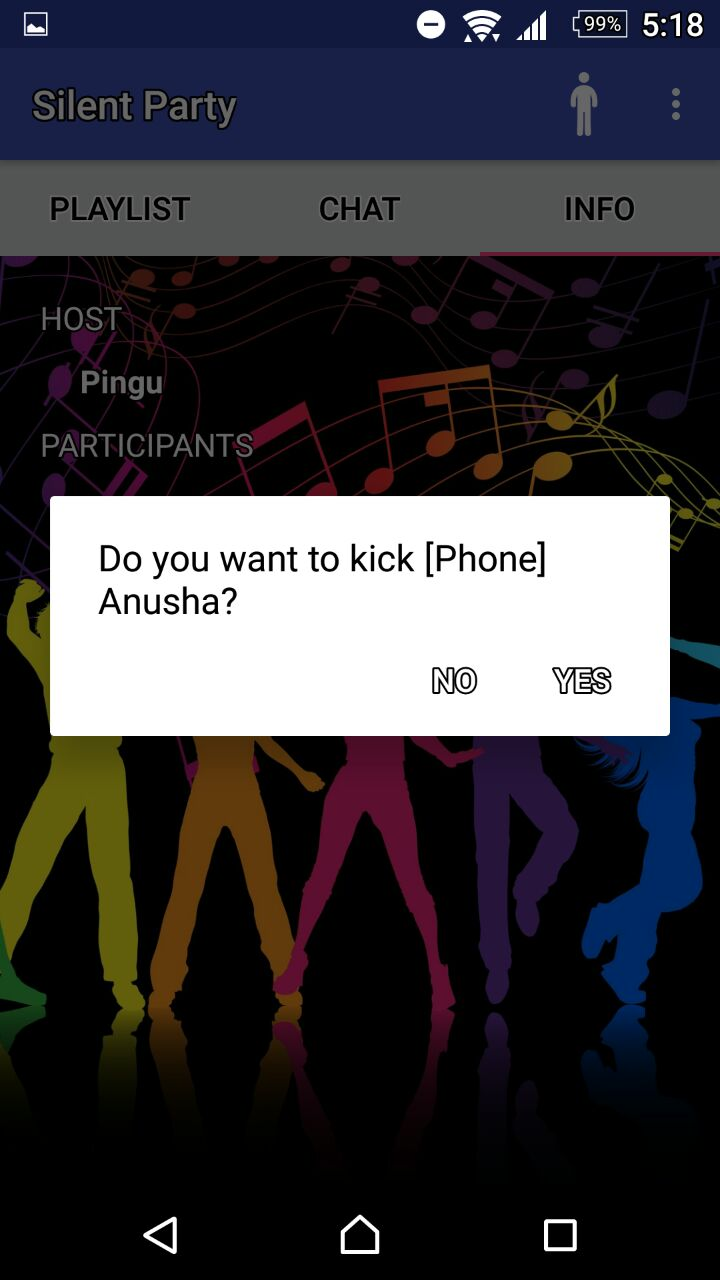 99% 5:18
Silent Party
PLAYLIST CHAT INFO
HOST
Pingu
PARTICIPANTS
Do you want to kick [Phone]
Anusha?
NO YES